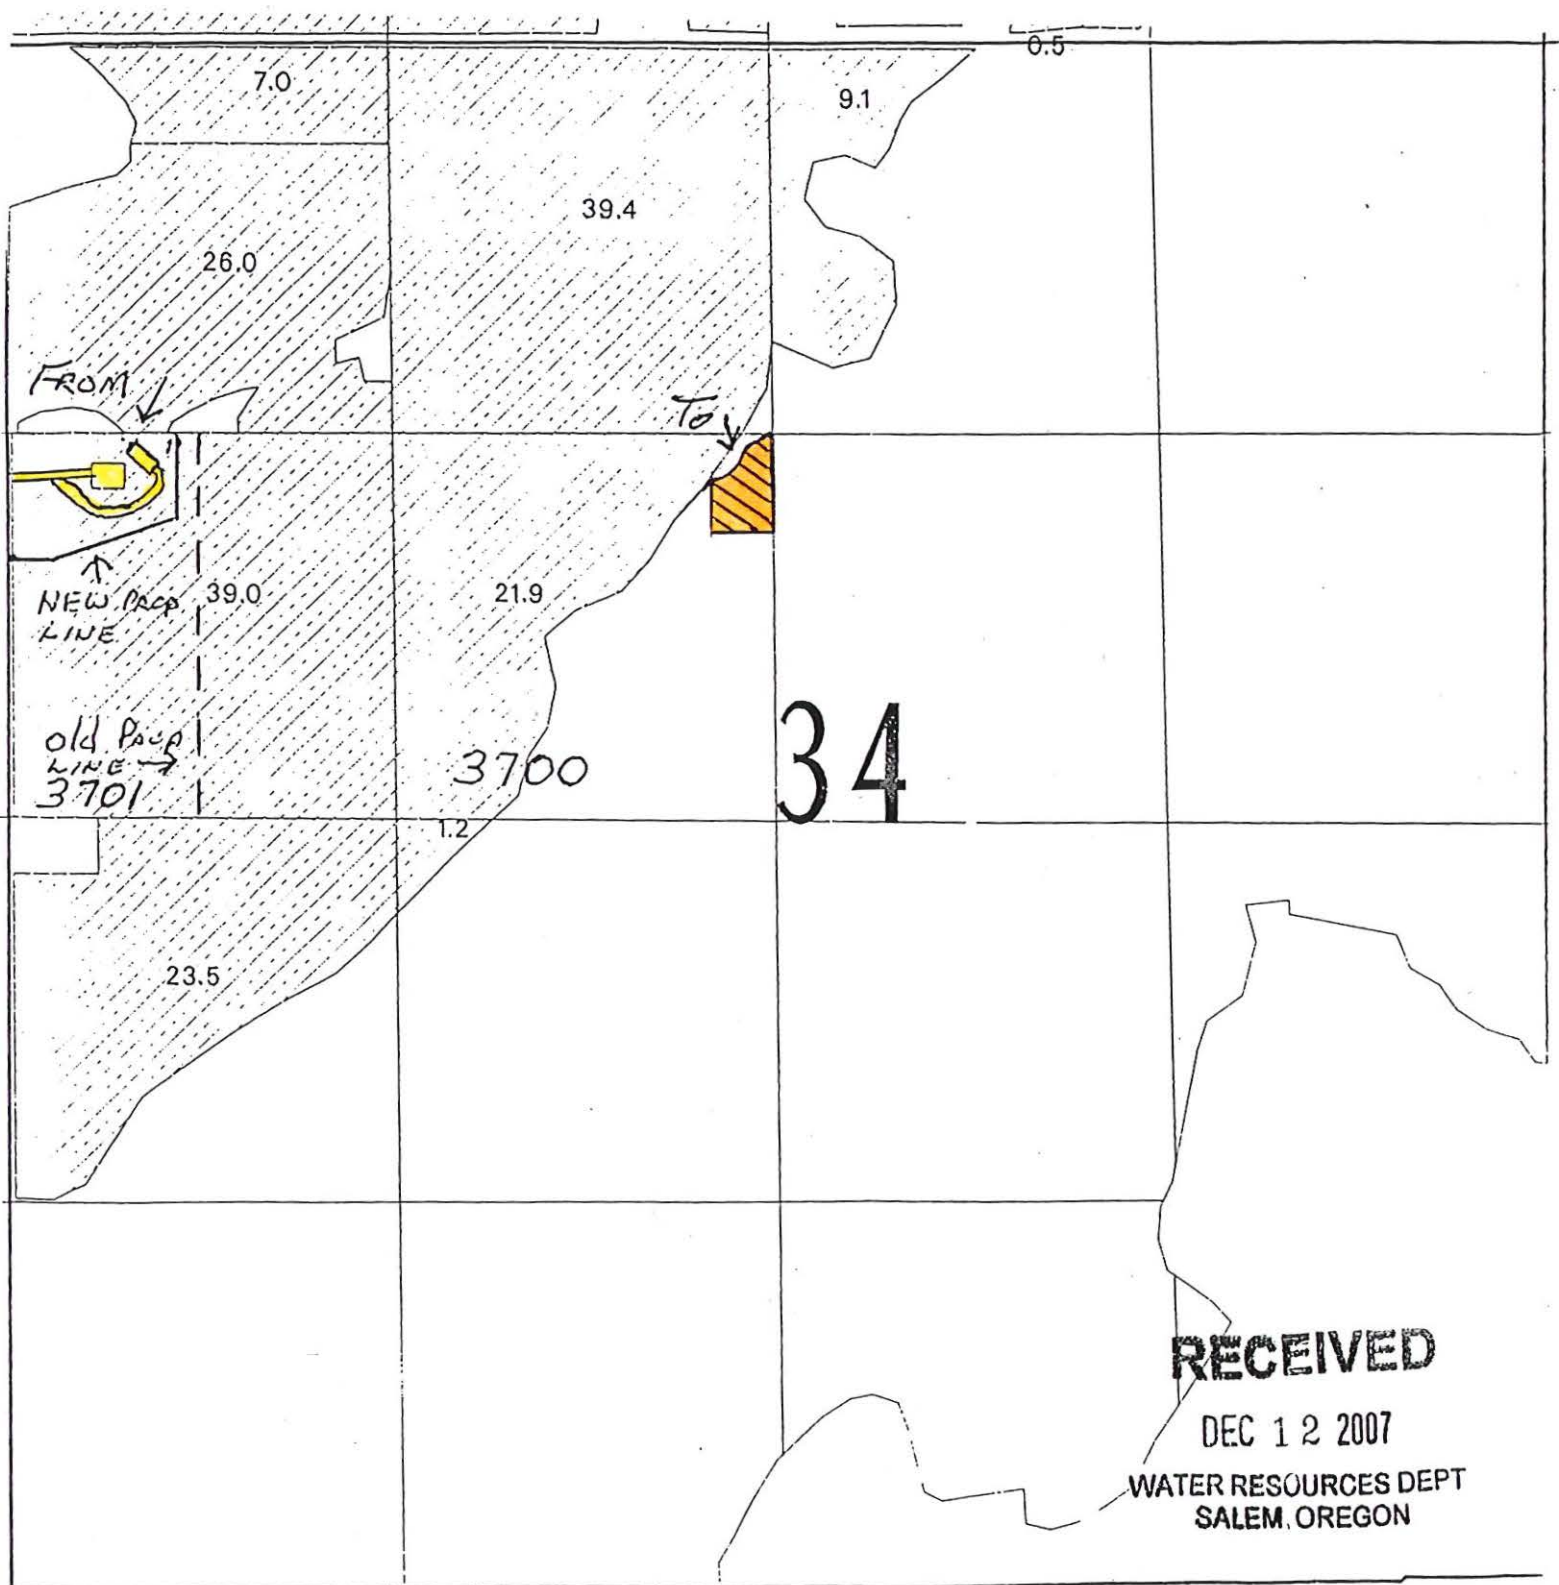 0.5
7.0
9.1
39.4
26.0
FROM
To
NEW PROP
LINE
39.0
21.9
old PROP
LINE
3701
3700
34
1.2
23.5
RECEIVED
DEC 12 2007
WATER RESOURCES DEPT
SALEM, OREGON